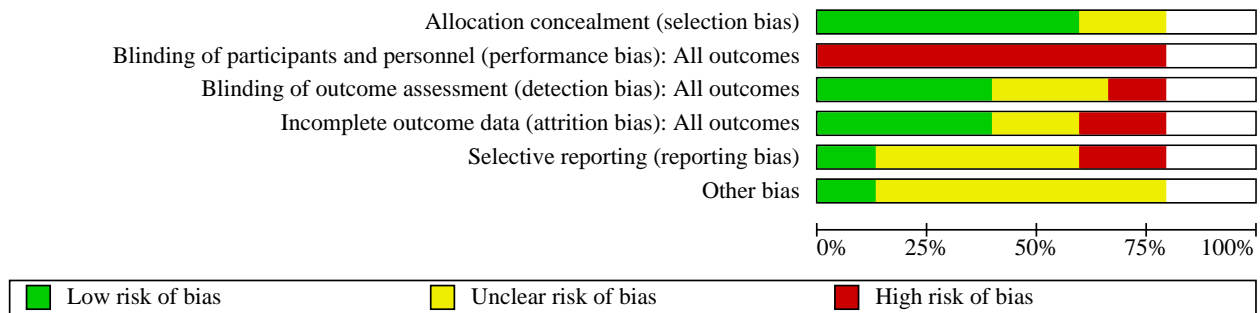 Allocation concealment (selection bias)
Blinding of participants and personnel (performance bias): All outcomes
Blinding of outcome assessment (detection bias): All outcomes
Incomplete outcome data (attrition bias): All outcomes
Selective reporting (reporting bias)
Other bias
0% 25% 50% 75% 100%
Low risk of bias Unclear risk of bias High risk of bias